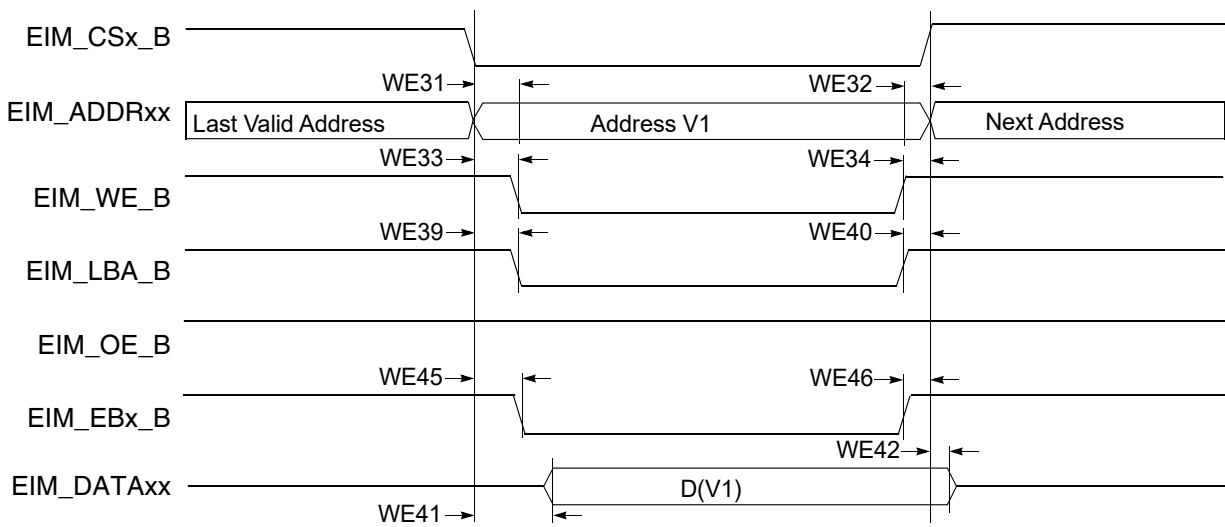 EIM_CSx_B
WE31
WE32
EIM_ADDRxx
Last Valid Address
Address V1
Next Address
WE33
WE34
EIM_WE_B
WE39
WE40
EIM_LBA_B
EIM_OE_B
WE45
WE46
EIM_EBx_B
WE42
EIM_DATAxx
D(V1)
WE41